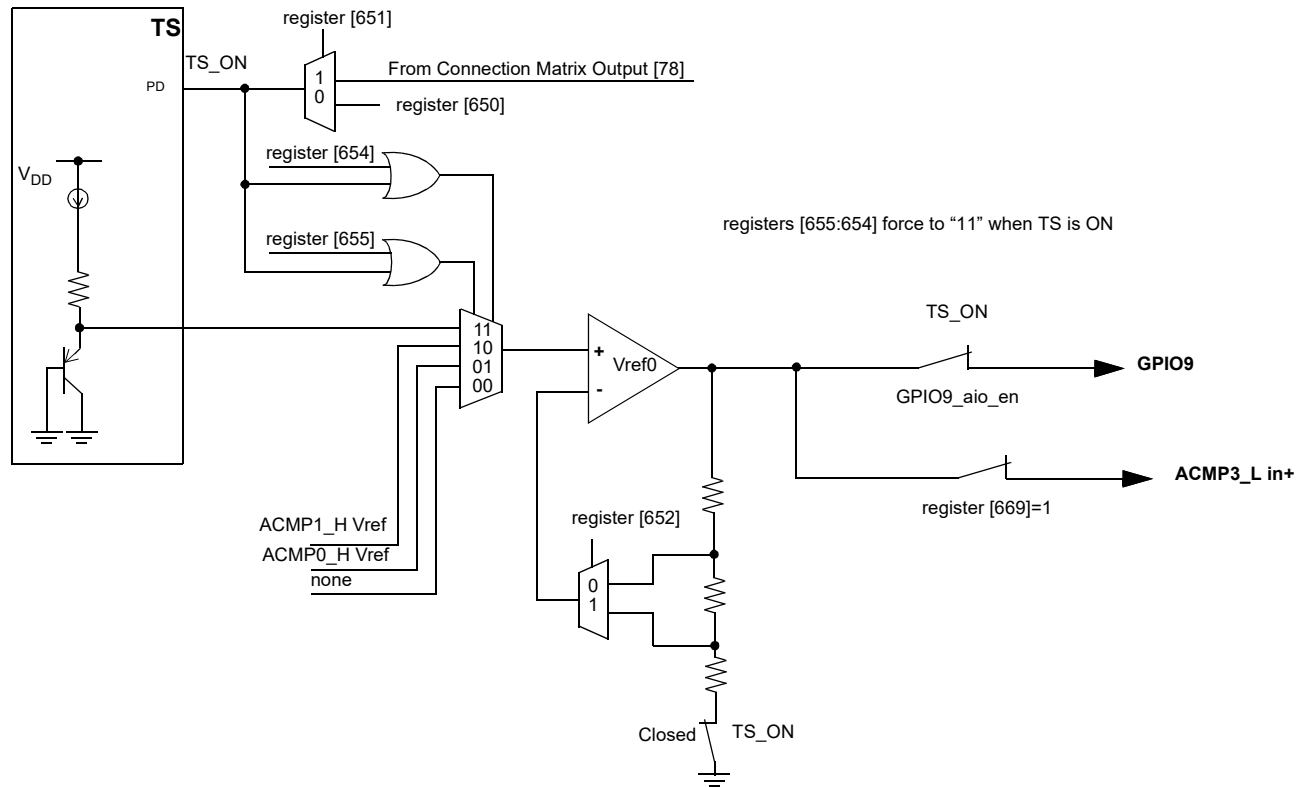 register [651]
TS
TS_ON
From Connection Matrix Output [78]
PD
1
0
register [650]
register [654]
VDD
registers [655:654] force to “11” when TS is ON
register [655]
TS_ON
11
10
01
00
+
-
Vref0
GPIO9
GPIO9_aio_en
ACMP3_L in+
register [669]=1
register [652]
ACMP1_H Vref
ACMP0_H Vref
none
0
1
Closed
TS_ON